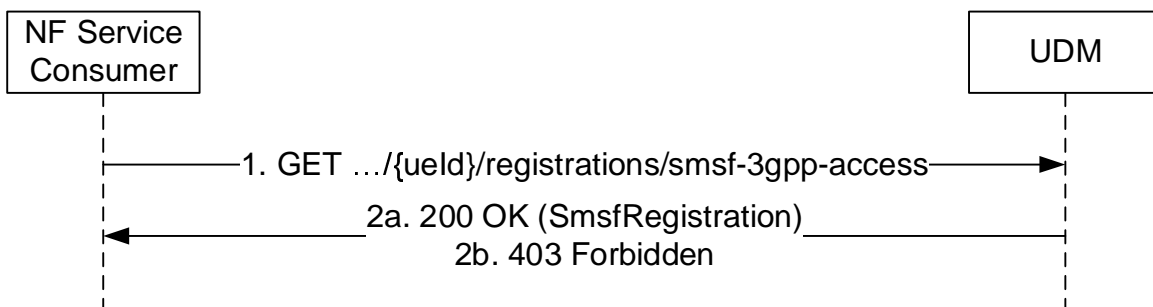 NF Service
Consumer
UDM
1. GET …/{ueId}/registrations/smsf-3gpp-access
2a. 200 OK (SmsfRegistration)
2b. 403 Forbidden